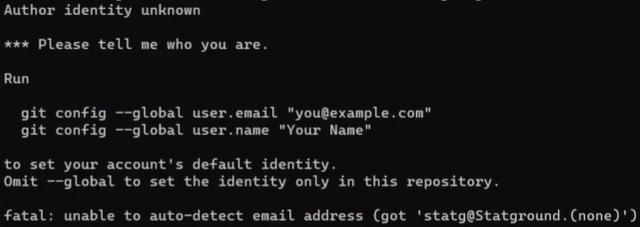 Author identity unknown
*** Please tell me who you are.
Run
git config --global user.email "you@example.com"
git config --global user.name "Your Name"
to set your account's default identity.
Omit --global to set the identity only in this repository.
fatal: unable to auto-detect email address (got 'statg@Statground.(none)')